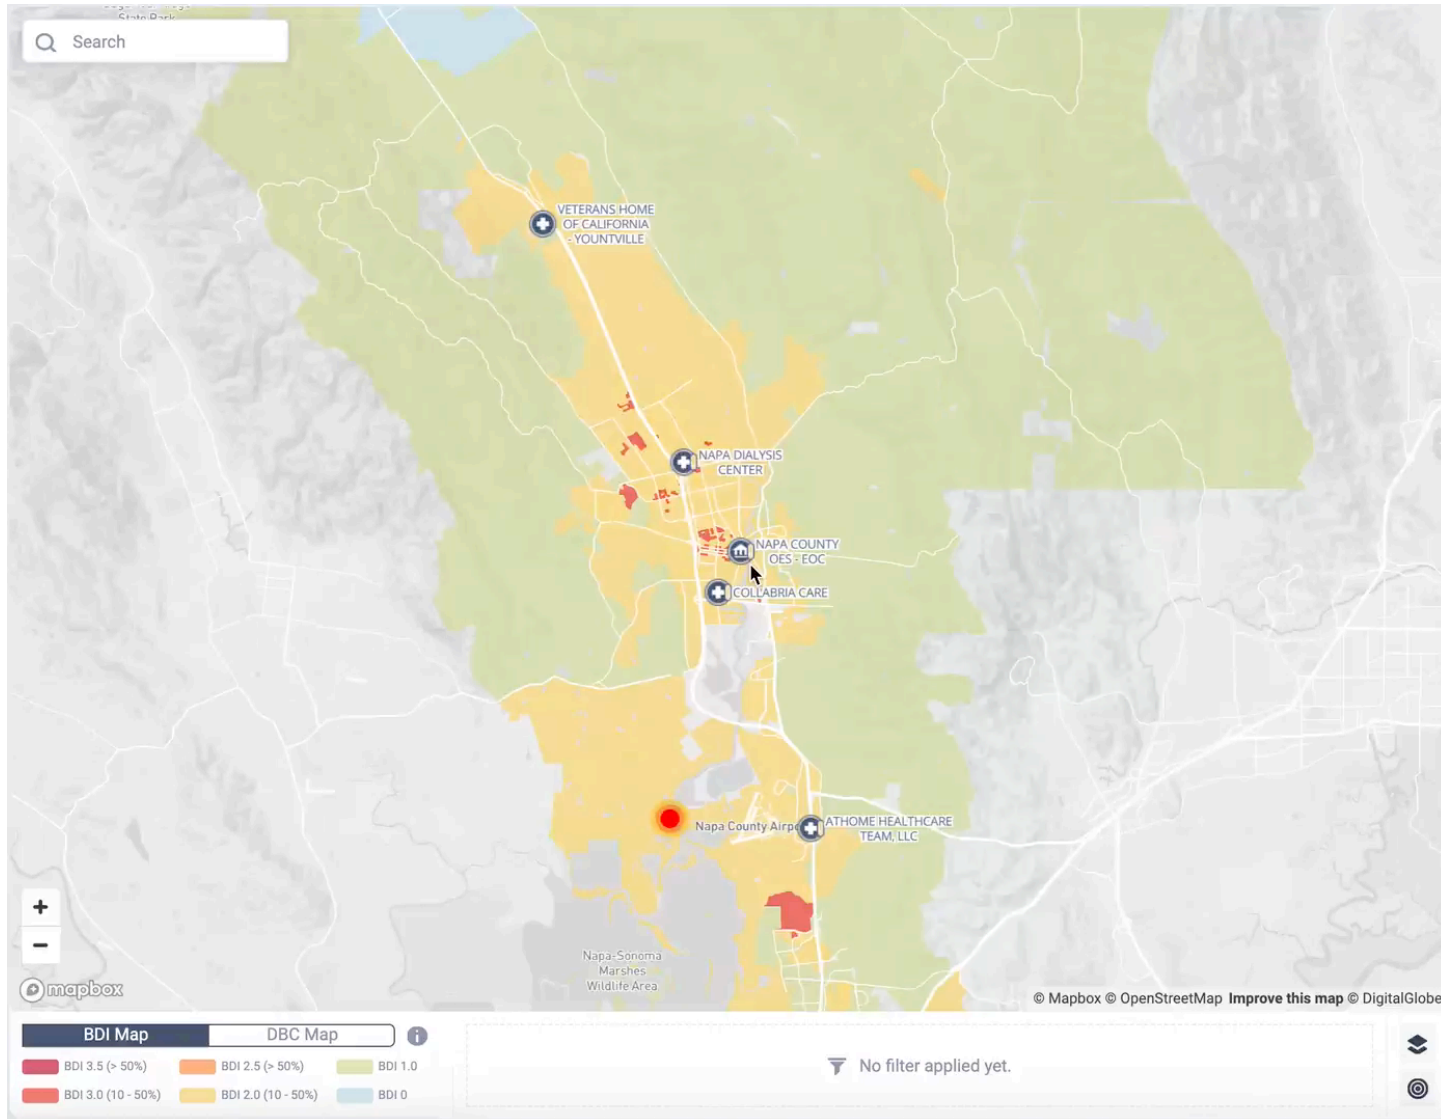 State Park
Search
VETERANS HOME
OF CALIFORNIA
- YOUNTVILLE
NAPA DIALYSIS
CENTER
NAPA COUNTY
OES - EOC
COLLABRIA CARE
Napa County Airpo
ATHOME HEALTHCARE
TEAM, LLC
Napa-Sonoma
Marshes
Wildlife Area
+
−
mapbox
© Mapbox © OpenStreetMap Improve this map © DigitalGlobe
BDI Map
DBC Map
i
BDI 3.5 (> 50%)
BDI 2.5 (> 50%)
BDI 1.0
BDI 3.0 (10 - 50%)
BDI 2.0 (10 - 50%)
BDI 0
No filter applied yet.